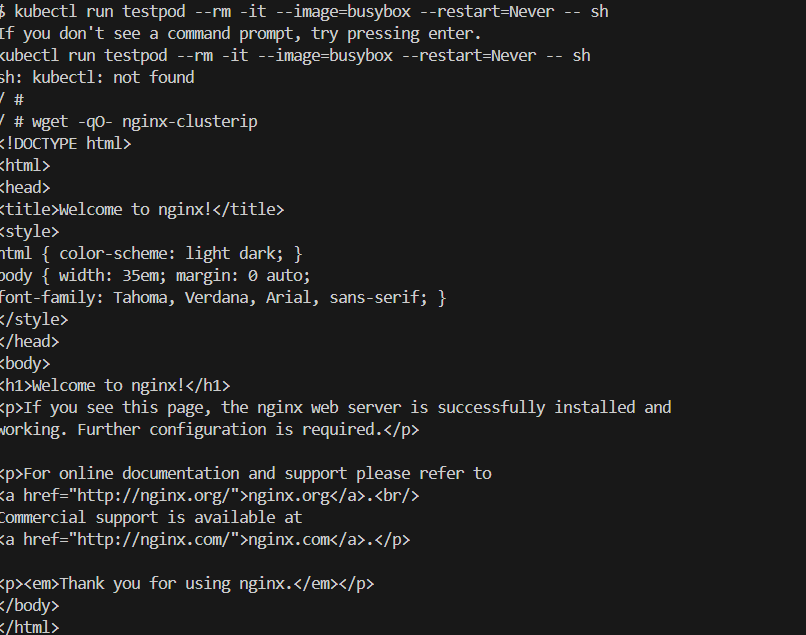 $ kubectl run testpod --rm -it --image=busybox --restart=Never -- sh
If you don't see a command prompt, try pressing enter.
kubectl run testpod --rm -it --image=busybox --restart=Never -- sh
sh: kubectl: not found
/ #
/ # wget -qO- nginx-clusterip
<!DOCTYPE html>
<html>
<head>
<title>Welcome to nginx!</title>
<style>
html { color-scheme: light dark; }
body { width: 35em; margin: 0 auto;
font-family: Tahoma, Verdana, Arial, sans-serif; }
</style>
</head>
<body>
<h1>Welcome to nginx!</h1>
<p>If you see this page, the nginx web server is successfully installed and
working. Further configuration is required.</p>

<p>For online documentation and support please refer to
<a href="http://nginx.org/">nginx.org</a>.<br/>
Commercial support is available at
<a href="http://nginx.com/">nginx.com</a>.</p>

<p><em>Thank you for using nginx.</em></p>
</body>
</html>